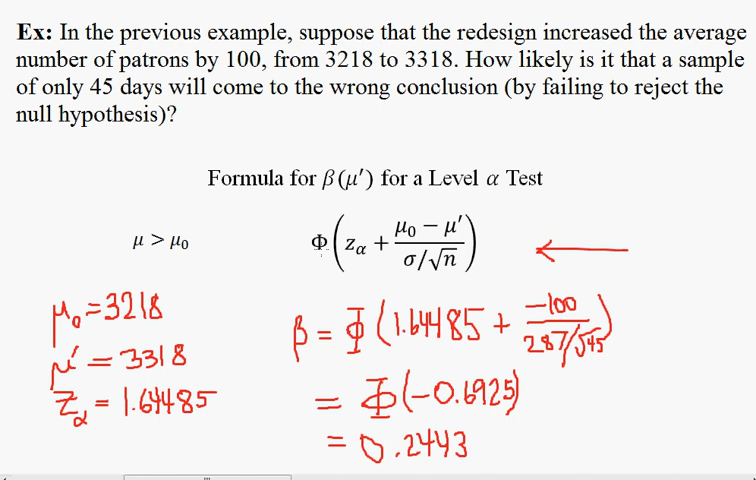 Ex: In the previous example, suppose that the redesign increased the average
number of patrons by 100, from 3218 to 3318. How likely is it that a sample
of only 45 days will come to the wrong conclusion (by failing to reject the
null hypothesis)?
Formula for β(μ′) for a Level α Test
μ > μ₀ Φ(z_α + (μ₀ − μ′)/(σ/√n))
μ₀ = 3218
μ′ = 3318
z_α = 1.64485
β = Φ(1.64485 + −100/(287/√45))
= Φ(−0.6925)
= 0.2443